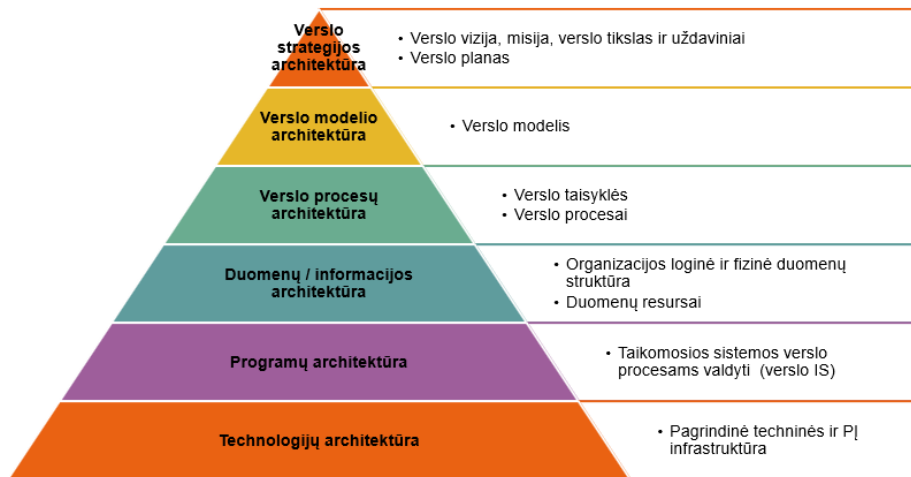 Verslo
strategijos
architektūra
• Verslo vizija, misija, verslo tikslas ir uždaviniai
• Verslo planas
Verslo modelio
architektūra
• Verslo modelis
Verslo procesų
architektūra
• Verslo taisyklės
• Verslo procesai
Duomenų / informacijos
architektūra
• Organizacijos loginė ir fizinė duomenų
struktūra
• Duomenų resursai
Programų architektūra
• Taikomosios sistemos verslo
procesams valdyti (verslo IS)
Technologijų architektūra
• Pagrindinė techninės ir PĮ
infrastruktūra